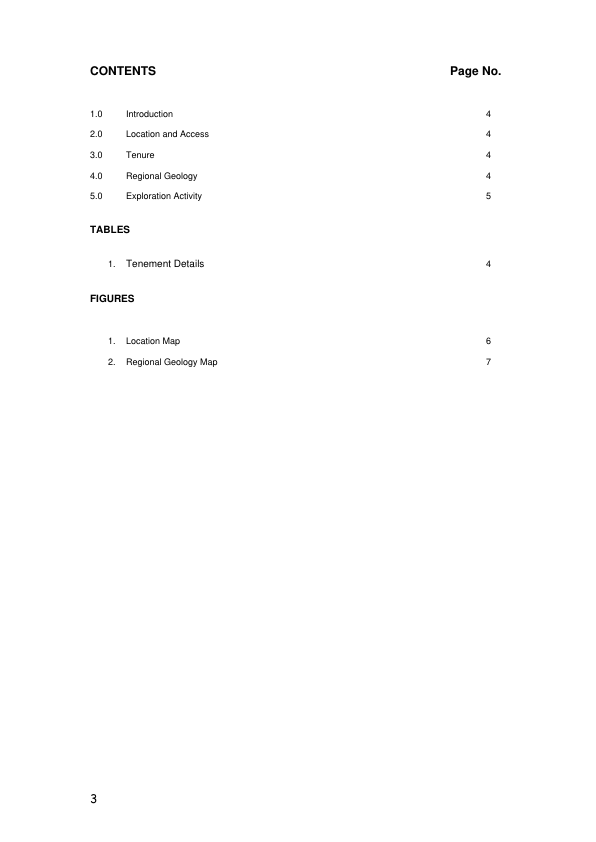 CONTENTS Page No.
1.0 Introduction 4
2.0 Location and Access 4
3.0 Tenure 4
4.0 Regional Geology 4
5.0 Exploration Activity 5
TABLES
1. Tenement Details 4
FIGURES
1. Location Map 6
2. Regional Geology Map 7
3